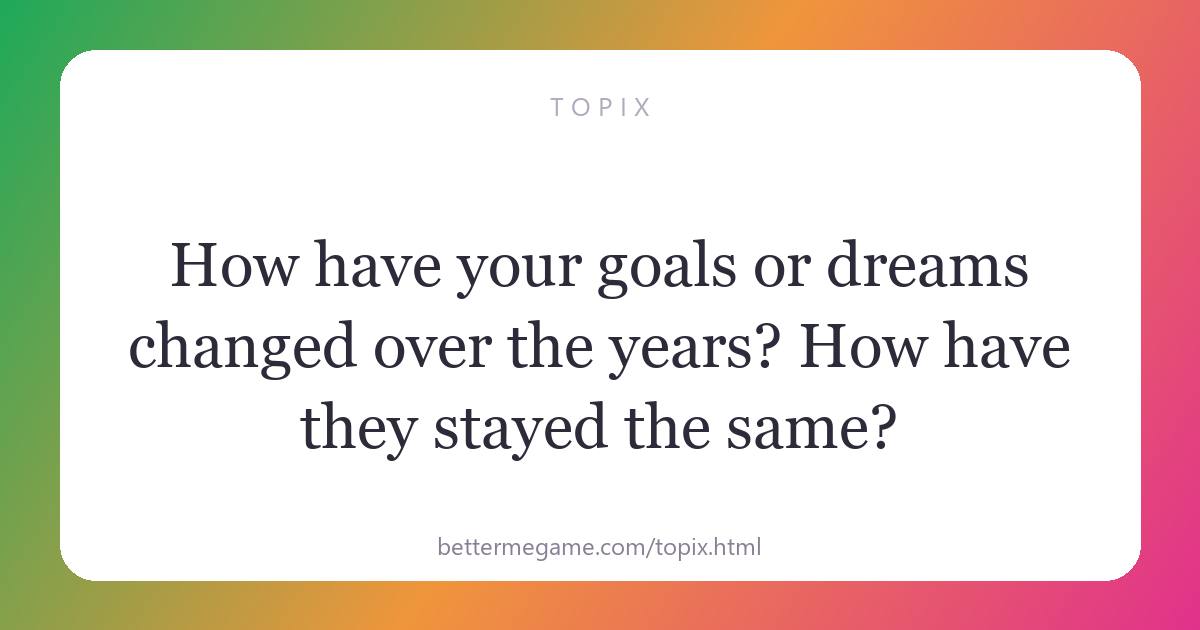 TOPIX
How have your goals or dreams
changed over the years? How have
they stayed the same?
bettermegame.com/topix.html